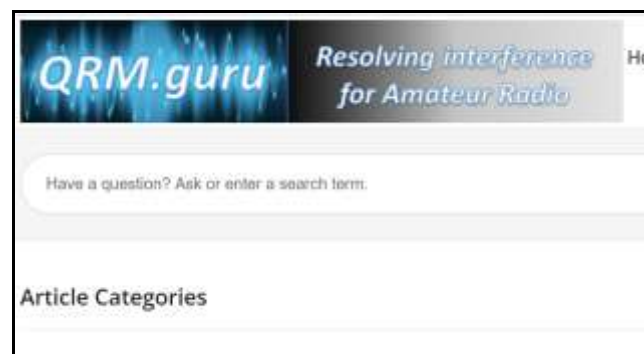 QRM.guru
Resolving interference
for Amateur Radio
Have a question? Ask or enter a search term.
Article Categories